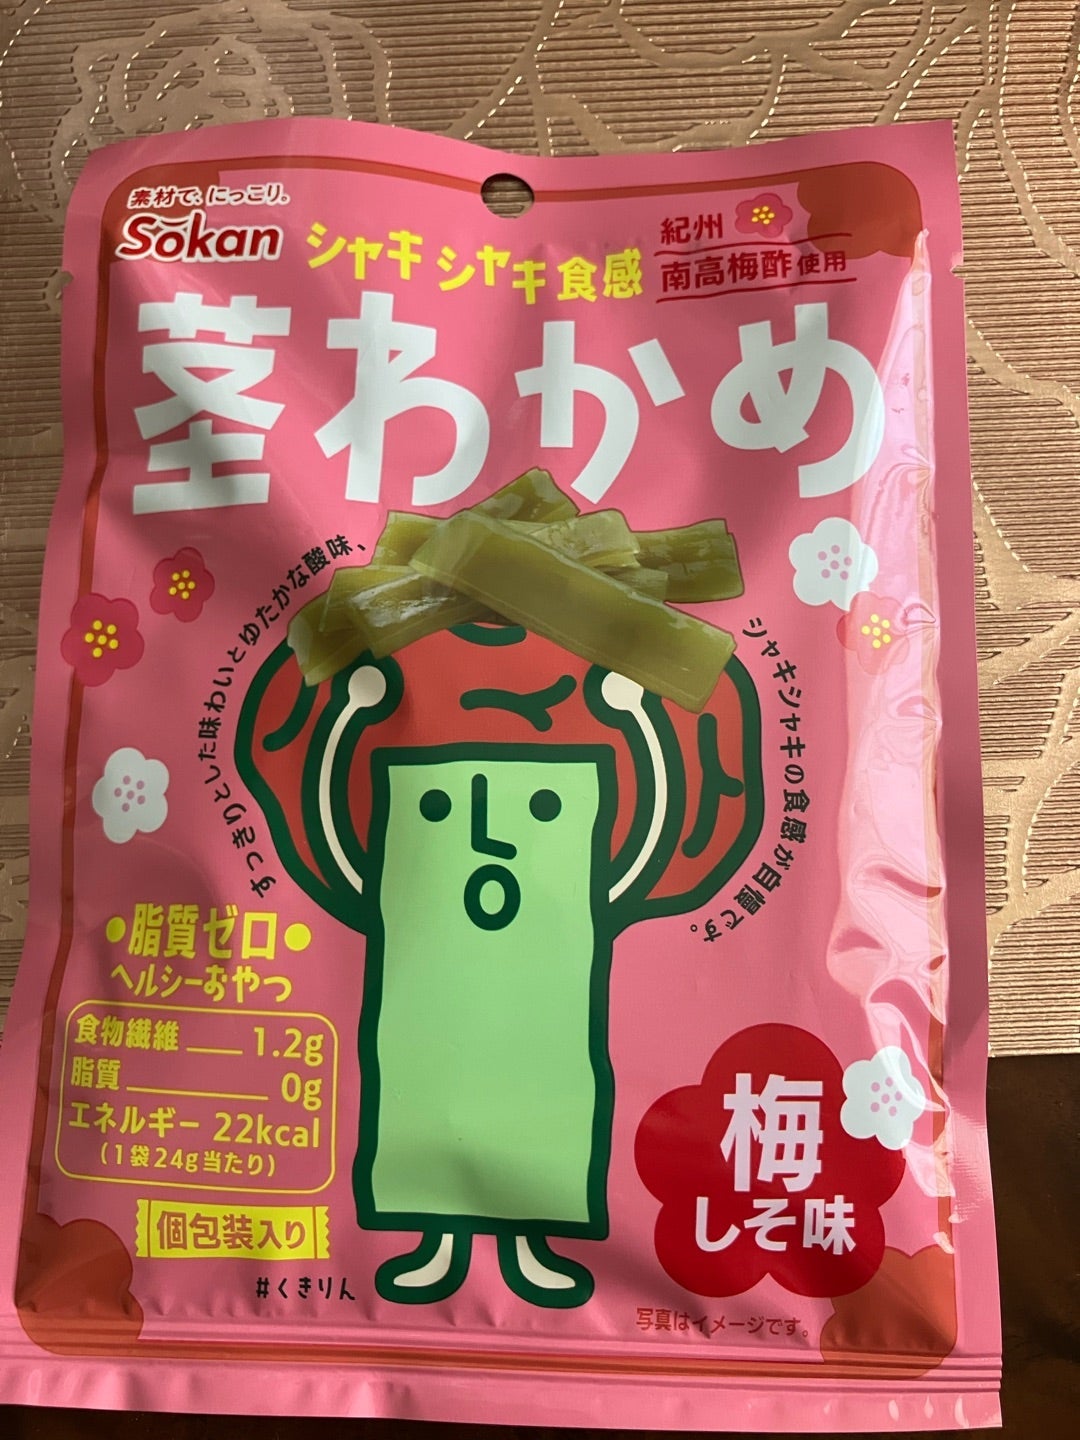 素材で、にっこり。
Sokan
シャキシャキ食感
紀州
南高梅酢使用
茎わかめ
すっきりとした味わいとゆたかな酸味、
シャキシャキの食感が自慢です。
脂質ゼロ
ヘルシーおやつ
食物繊維 1.2g
脂質 0g
エネルギー 22kcal
(1袋24g当たり)
個包装入り
#くきりん
梅
しそ味
写真はイメージです。